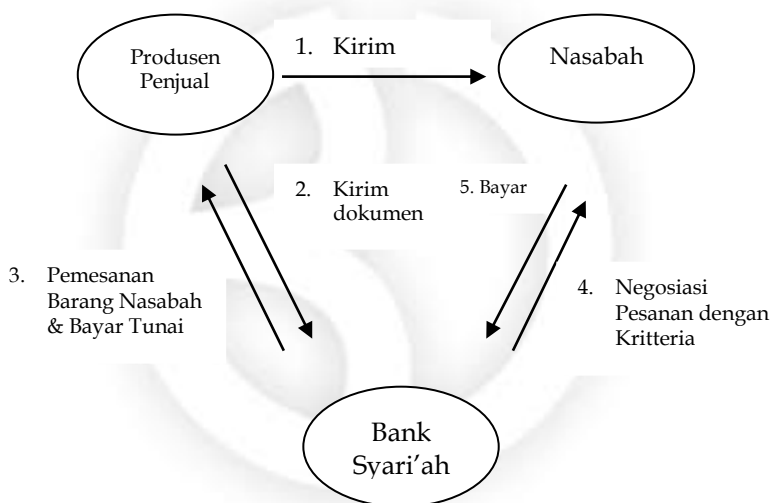 Produsen
Penjual
1. Kirim
Nasabah
2. Kirim
dokumen
5. Bayar
3. Pemesanan
Barang Nasabah
& Bayar Tunai
4. Negosiasi
Pesanan dengan
Kritteria
Bank
Syari’ah